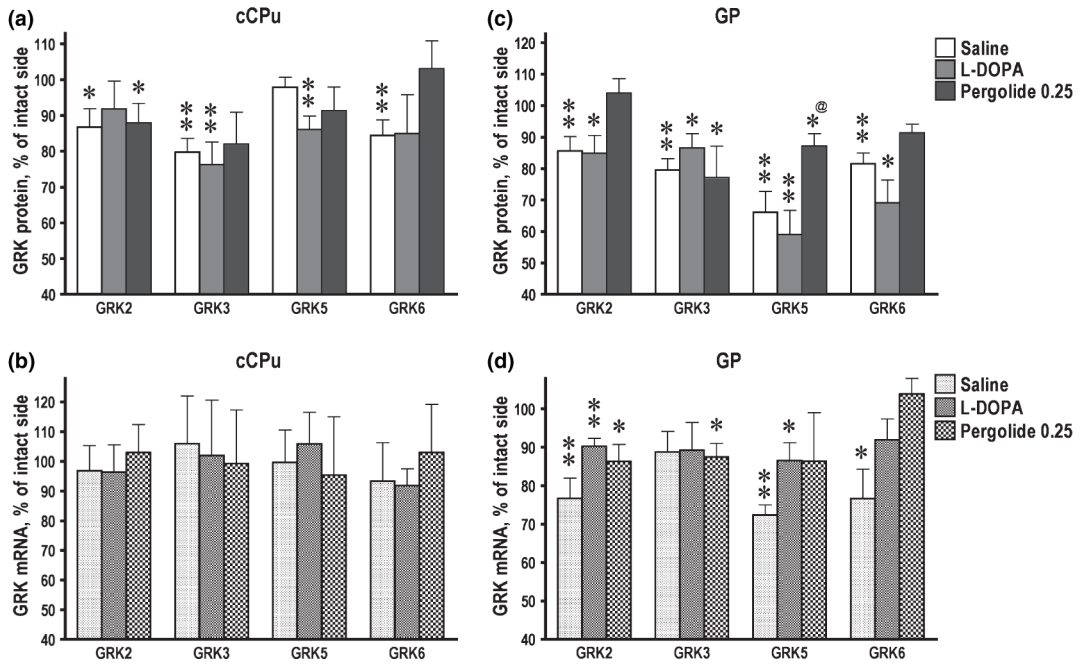 (a)
cCPu
GRK protein, % of intact side
110
100
90
80
70
60
50
40
*
*
**
**
**
**
GRK2
GRK3
GRK5
GRK6
(c)
GP
GRK protein, % of intact side
120
110
100
90
80
70
60
50
40
**
*
**
*
*
**
**
*@
**
*
GRK2
GRK3
GRK5
GRK6
Saline
L-DOPA
Pergolide 0.25
(b)
cCPu
GRK mRNA, % of intact side
120
110
100
90
80
70
60
50
40
GRK2
GRK3
GRK5
GRK6
(d)
GP
GRK mRNA, % of intact side
100
90
80
70
60
50
40
**
**
*
*
**
*
*
GRK2
GRK3
GRK5
GRK6
Saline
L-DOPA
Pergolide 0.25